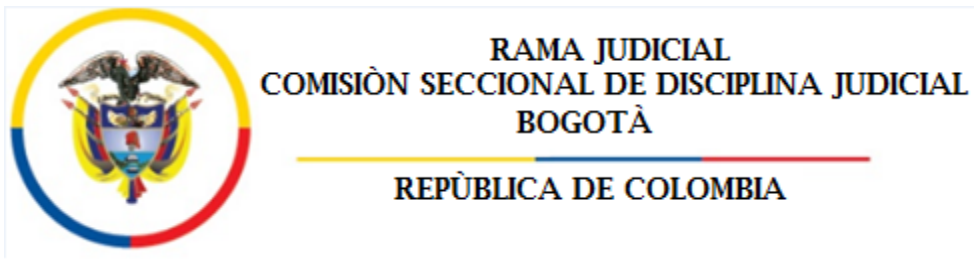 RAMA JUDICIAL
COMISIÒN SECCIONAL DE DISCIPLINA JUDICIAL
BOGOTÀ
REPÙBLICA DE COLOMBIA